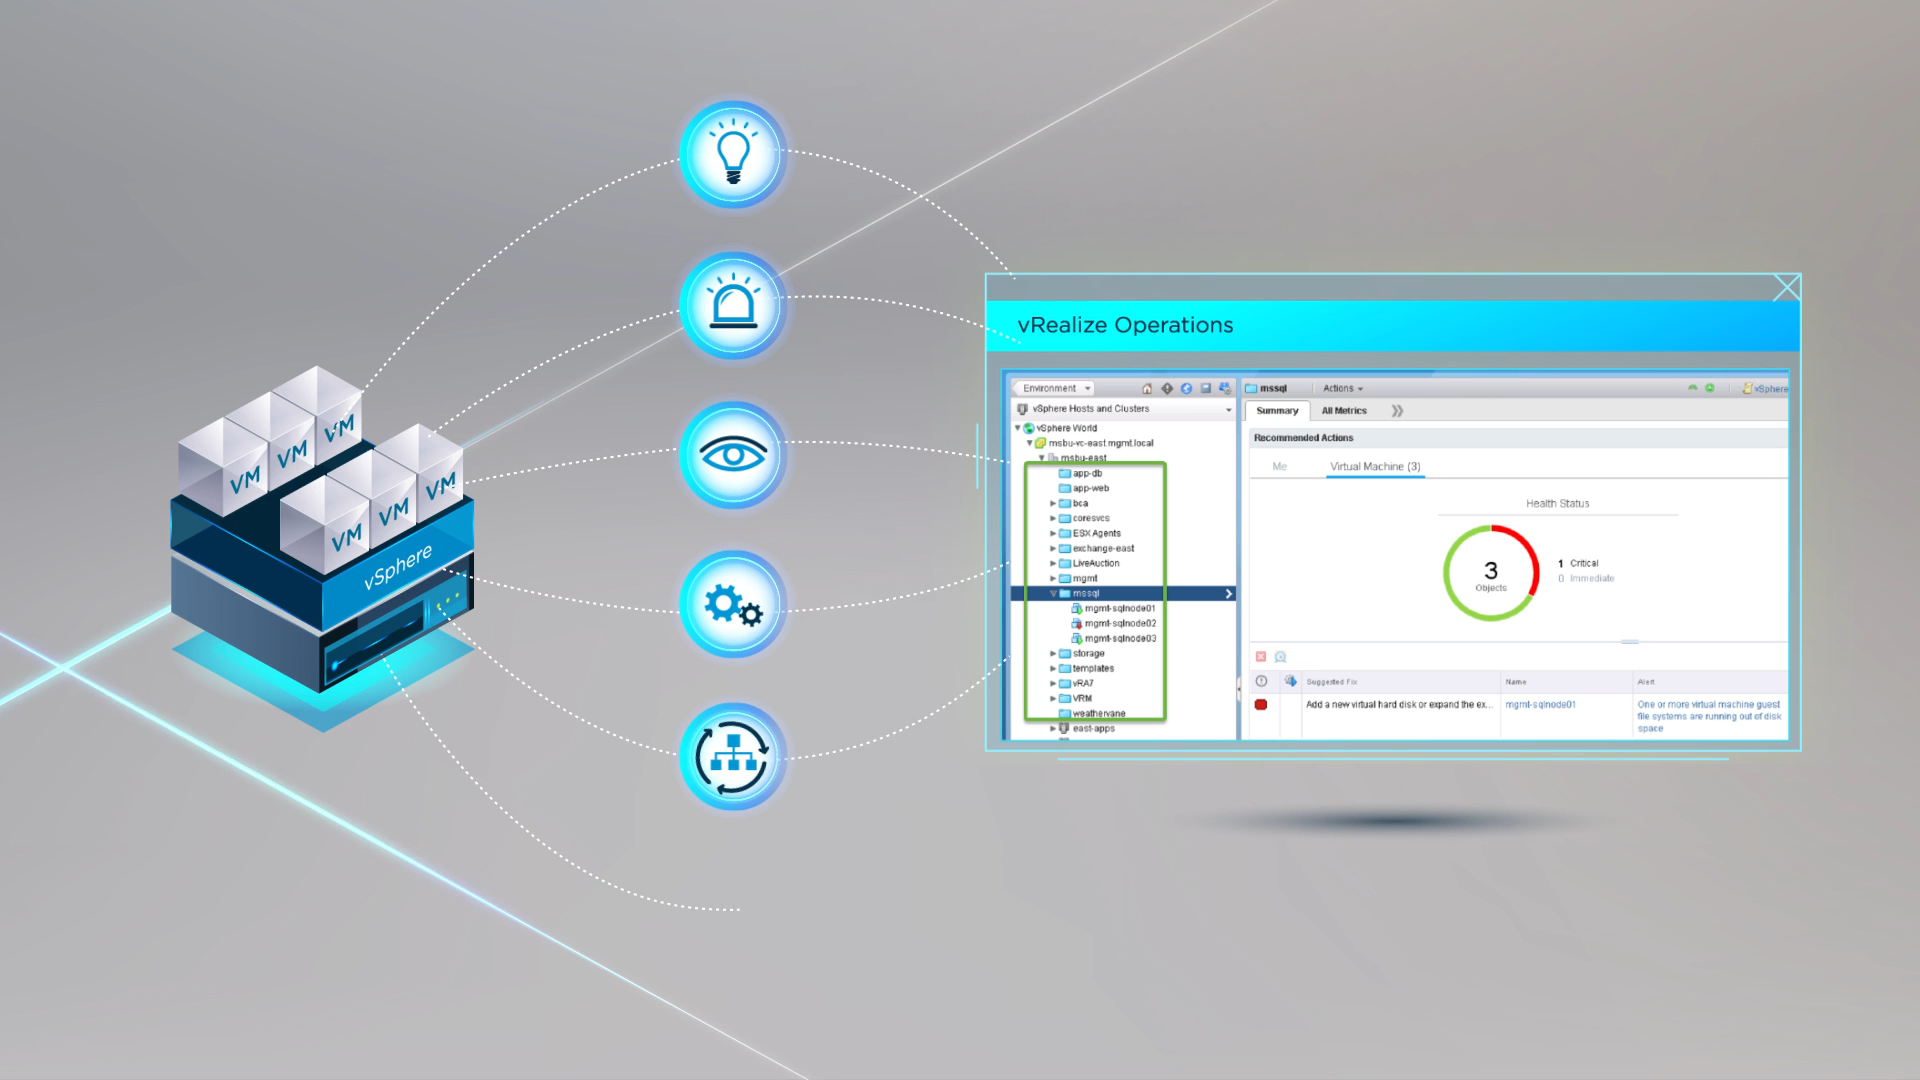 VM
VM
VM
VM
VM
VM
vSphere
vRealize Operations
Environment
vSphere Hosts and Clusters
vSphere World
msbu-vc-east.mgmt.local
msbu-east
app-db
app-web
bca
coresvcs
ESX Agents
exchange-east
LiveAuction
mgmt
mssql
mgmt-sqlnode01
mgmt-sqlnode02
mgmt-sqlnode03
storage
templates
vRA7
VRM
weathervane
east-apps
mssql Actions vSphere
Summary All Metrics
Recommended Actions
Me Virtual Machine (3)
Health Status
3
Objects
1 Critical
0 Immediate
Suggested Fix Name Alert
Add a new virtual hard disk or expand the ex... mgmt-sqlnode01 One or more virtual machine guest
file systems are running out of disk
space